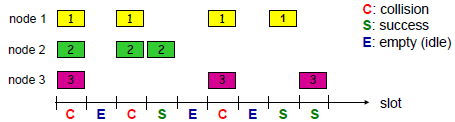 node 1 1 1 1 1
node 2 2 2 2
node 3 3 3 3
C E C S E C E S S slot
C: collision
S: success
E: empty (idle)